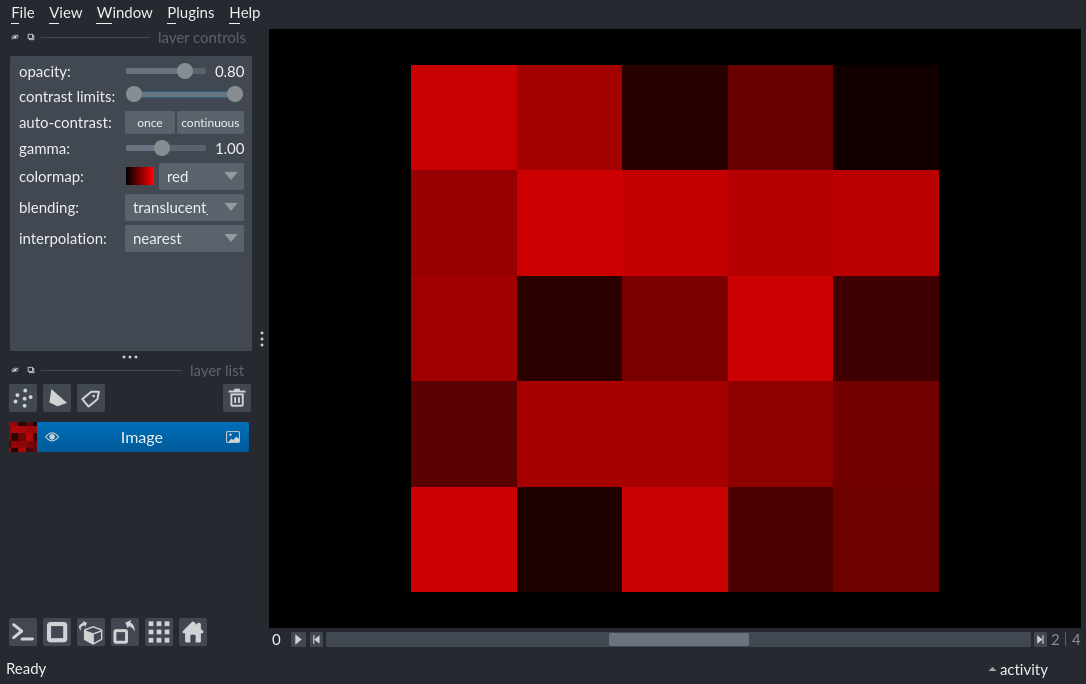 File View Window Plugins Help
layer controls
opacity: 0.80
contrast limits:
auto-contrast: once continuous
gamma: 1.00
colormap: red
blending: translucent
interpolation: nearest
layer list
Image
0 2 | 4
Ready
activity